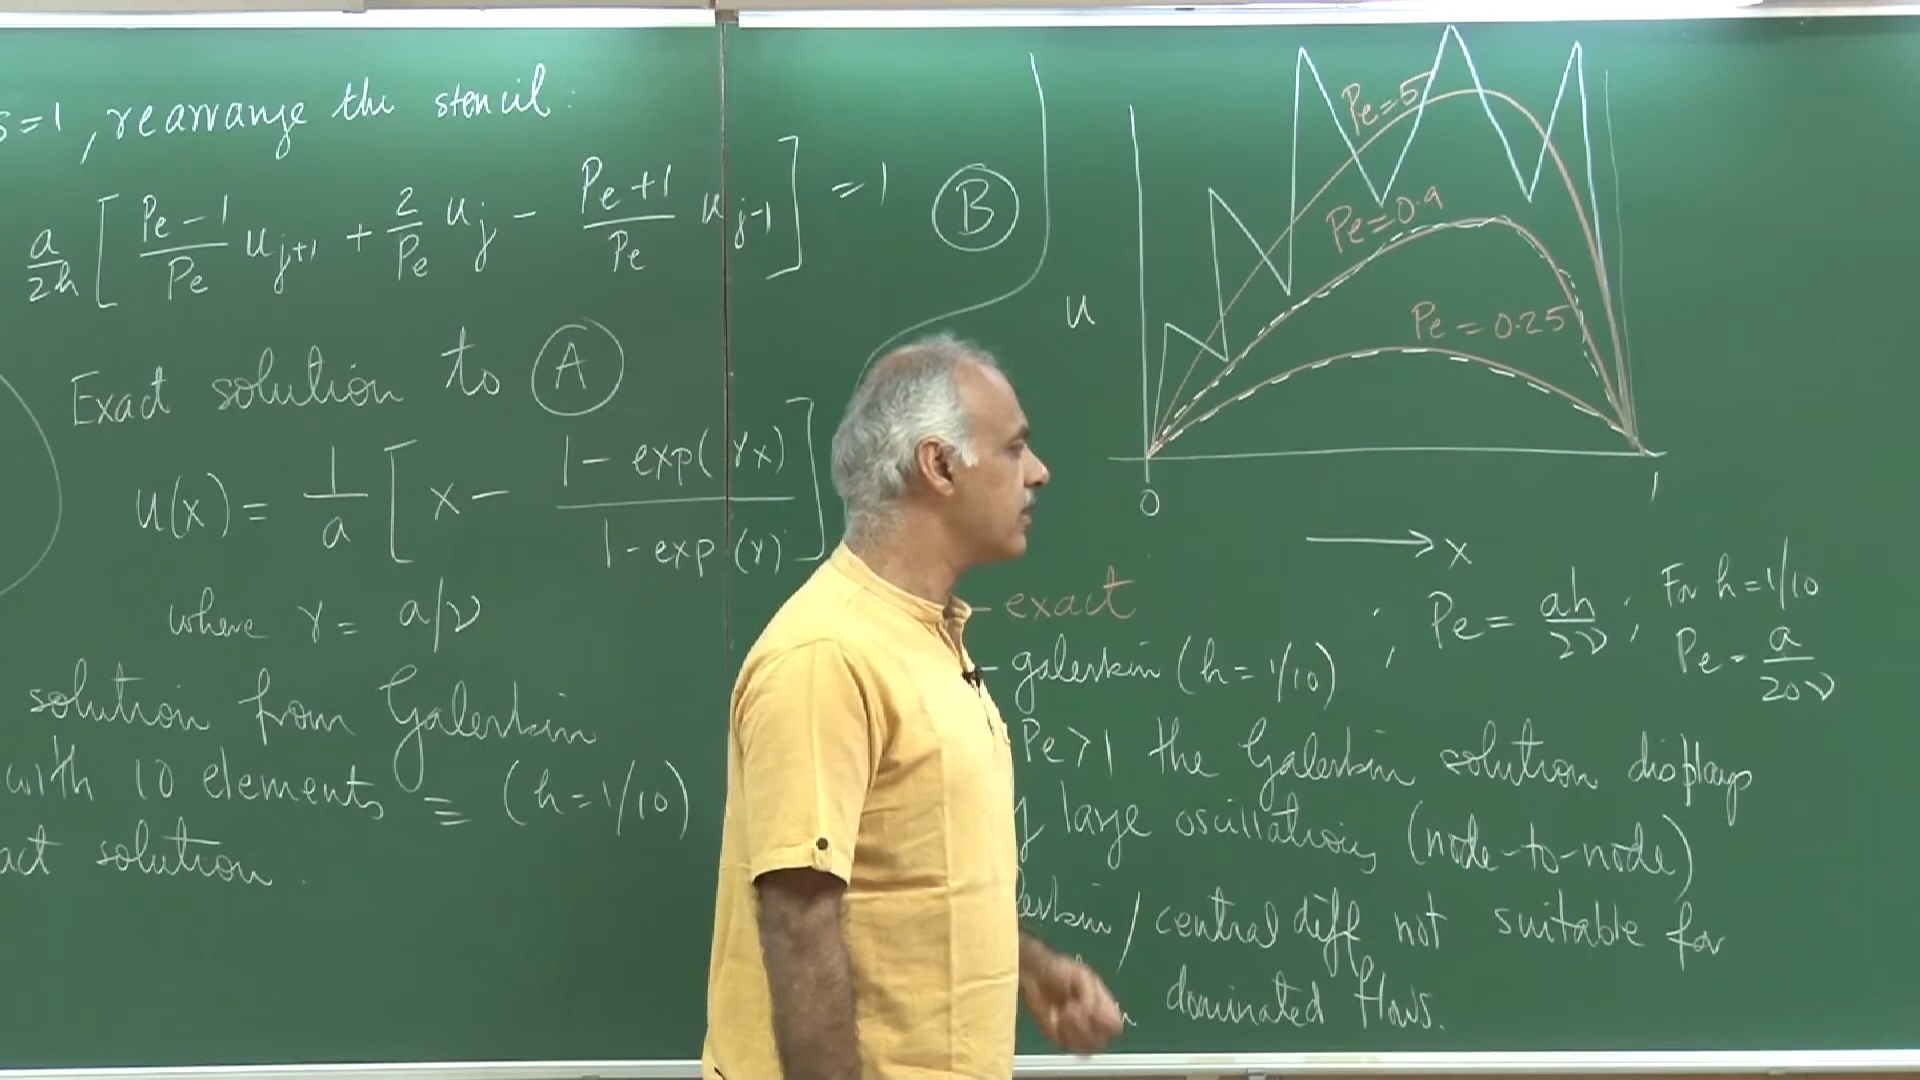 s=1, rearrange the stencil:
a/2h [ (Pe-1)/Pe u_{j+1} + 2/Pe u_j - (Pe+1)/Pe u_{j-1} ] = 1 (B)
Exact solution to (A)
u(x) = 1/a [ x - (1-exp(γx))/(1-exp(γ)) ]
where γ = a/ν
solution from Galerkin
with 10 elements ≡ (h=1/10)
solution.
Pe=5
Pe=0.9
Pe=0.25
u
0
1
→ x
- exact
- galerkin (h=1/10) ; Pe = ah/2ν ; For h=1/10
Pe = a/20ν
Pe>1 the Galerkin solution displays
large oscillations (node-to-node)
/central diff not suitable for
dominated flows.